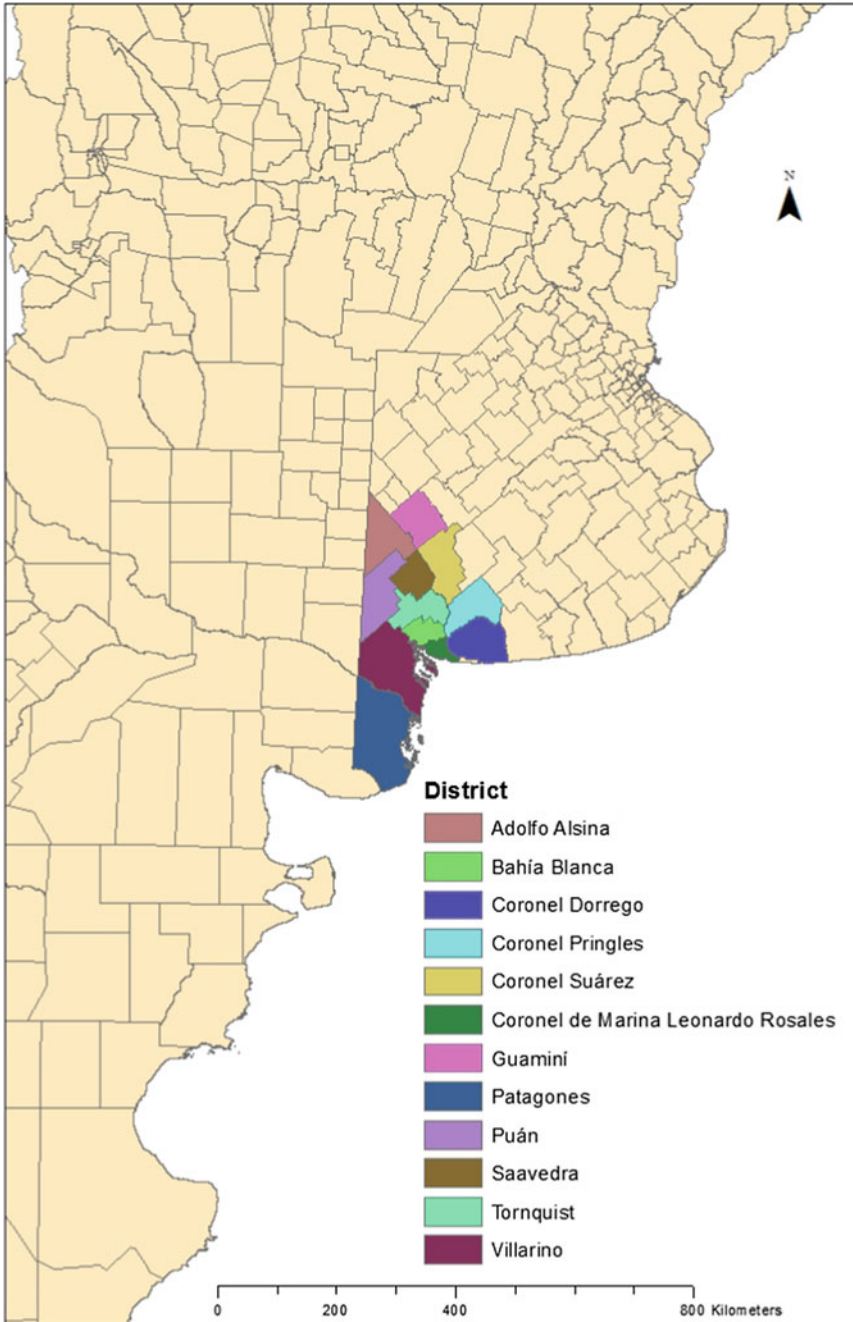 N
District
Adolfo Alsina
Bahía Blanca
Coronel Dorrego
Coronel Pringles
Coronel Suárez
Coronel de Marina Leonardo Rosales
Guaminí
Patagones
Puán
Saavedra
Tornquist
Villarino
0 200 400 800 Kilometers